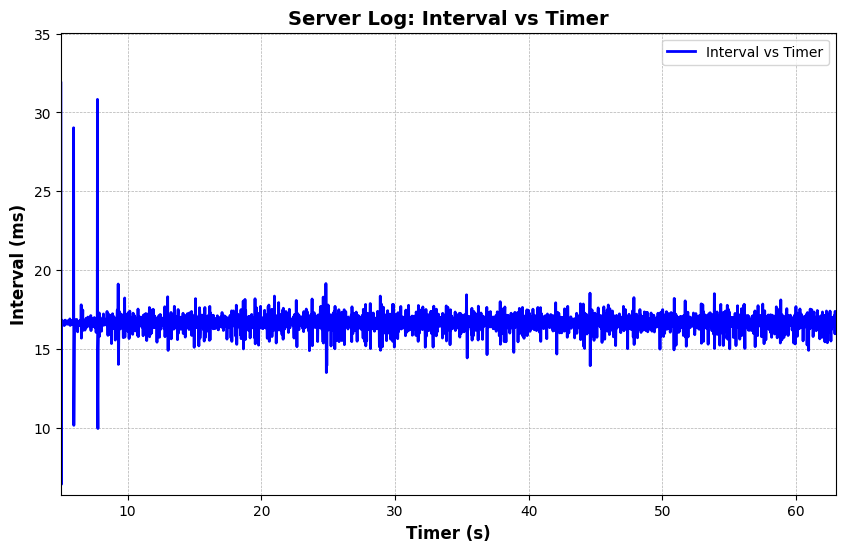 Server Log: Interval vs Timer
Interval vs Timer
35
30
25
20
15
10
Interval (ms)
10 20 30 40 50 60
Timer (s)